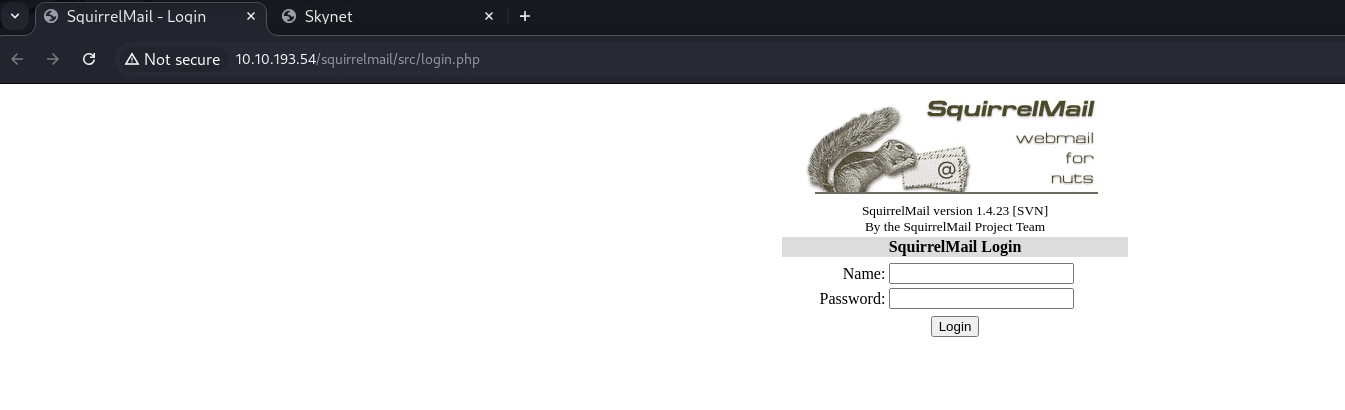 SquirrelMail - Login
Skynet
Not secure 10.10.193.54/squirrelmail/src/login.php
SquirrelMail
webmail
for
nuts
@
SquirrelMail version 1.4.23 [SVN]
By the SquirrelMail Project Team
SquirrelMail Login
Name:
Password:
Login